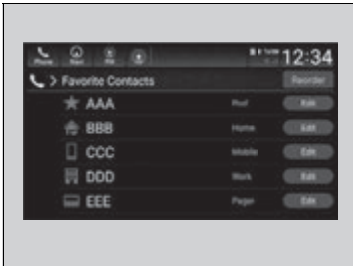 Phone
12:34
> Favorite Contacts Reorder
AAA Pref Edit
BBB Home Edit
CCC Mobile Edit
DDD Work Edit
EEE Pager Edit